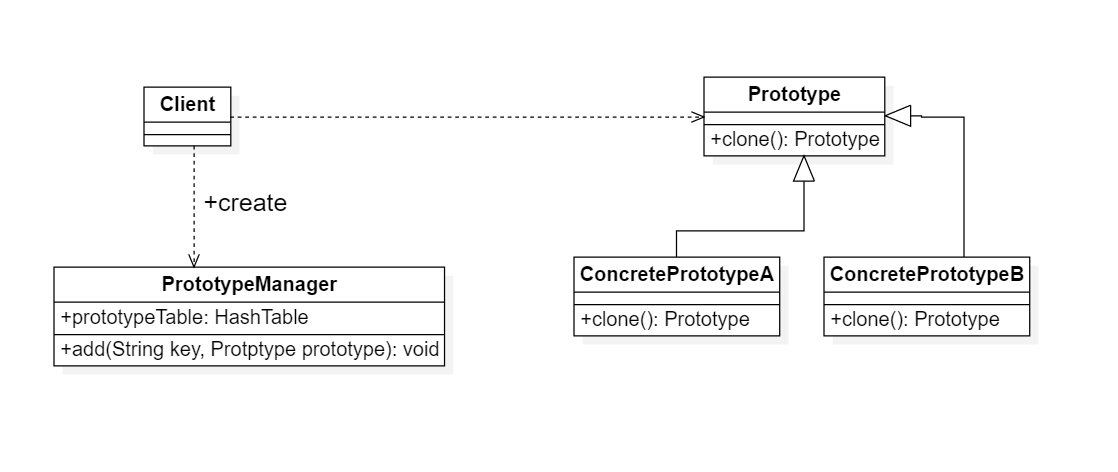 Client
Prototype
+clone(): Prototype
+create
PrototypeManager
+prototypeTable: HashTable
+add(String key, Protptype prototype): void
ConcretePrototypeA
+clone(): Prototype
ConcretePrototypeB
+clone(): Prototype